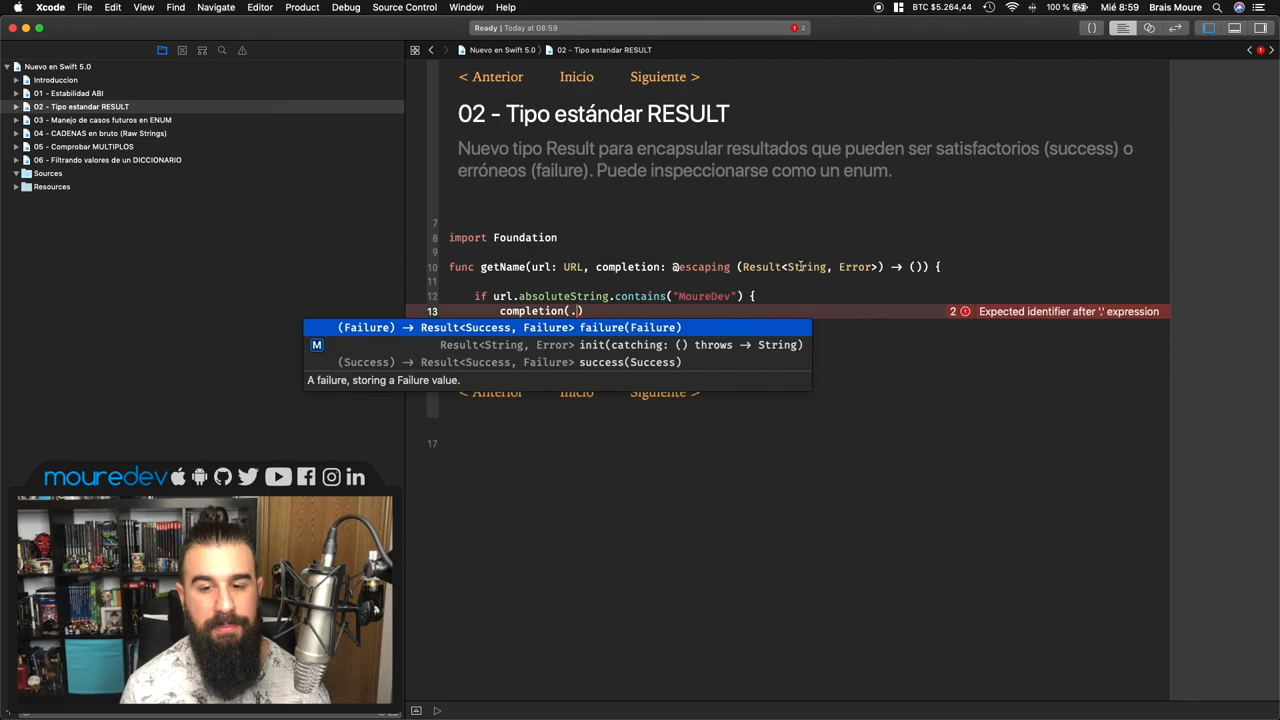 Xcode File Edit View Find Navigate Editor Product Debug Source Control Window Help BTC $5.264,44 100 % Mié 8:59 Brais Moure
Ready | Today at 08:59 2
Nuevo en Swift 5.0 02 - Tipo estandar RESULT
Nuevo en Swift 5.0
Introduccion
01 - Estabilidad ABI
02 - Tipo estandar RESULT
03 - Manejo de casos futuros en ENUM
04 - CADENAS en bruto (Raw Strings)
05 - Comprobar MULTIPLOS
06 - Filtrando valores de un DICCIONARIO
Sources
Resources
< Anterior Inicio Siguiente >
02 - Tipo estándar RESULT
Nuevo tipo Result para encapsular resultados que pueden ser satisfactorios (success) o
erróneos (failure). Puede inspeccionarse como un enum.
7
8 import Foundation
9
10 func getName(url: URL, completion: @escaping (Result<String, Error>) -> ()) {
11
12 if url.absoluteString.contains("MoureDev") {
13 completion(.) 2 Expected identifier after '.' expression
(Failure) -> Result<Success, Failure> failure(Failure)
M Result<String, Error> init(catching: () throws -> String)
(Success) -> Result<Success, Failure> success(Success)
A failure, storing a Failure value.
< Anterior Inicio Siguiente >
17
mouredev